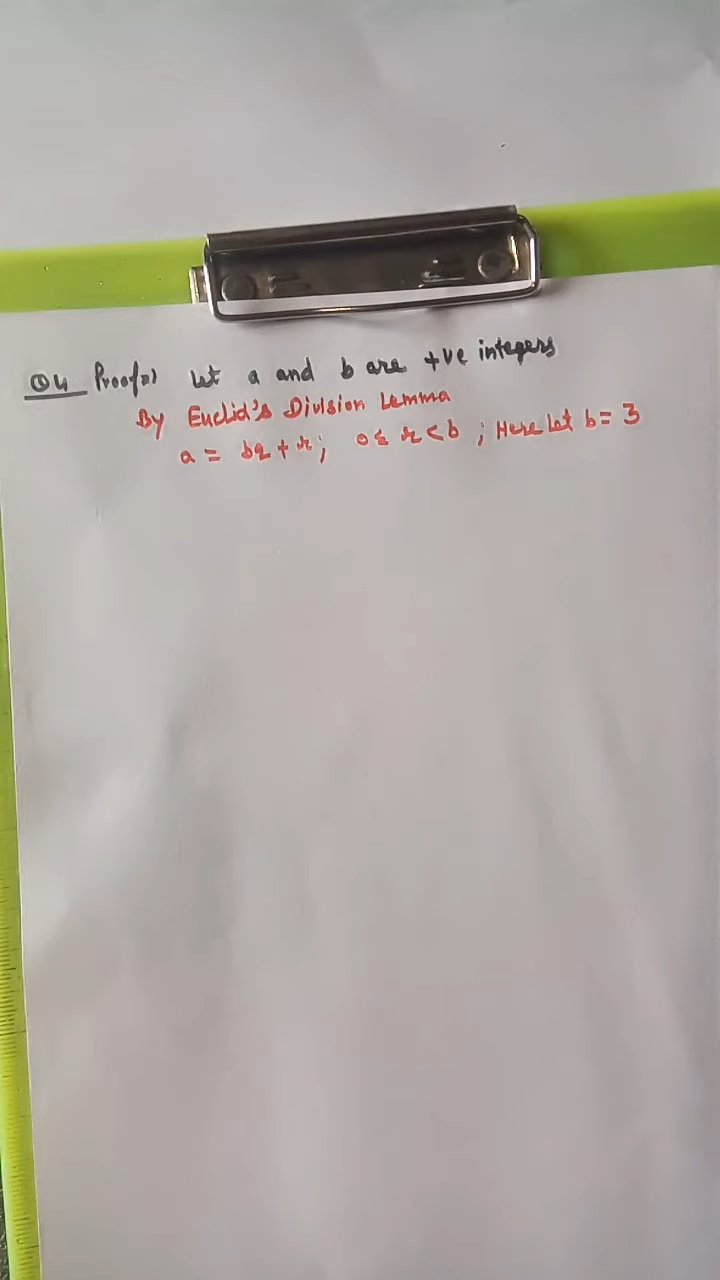 Q4 Proof(=) Let a and b are +ve integers
By Euclid's Division Lemma
a = bq + r; 0 ≤ r < b ; Here Let b = 3